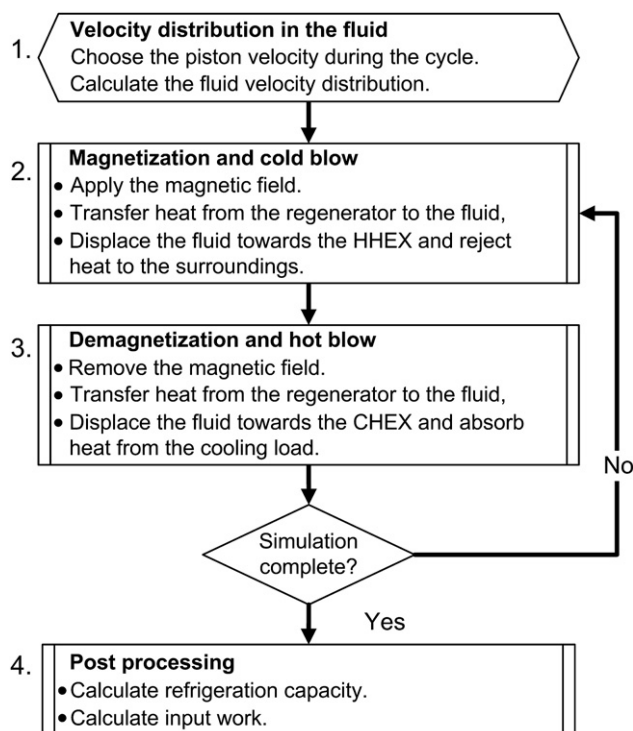 1.
Velocity distribution in the fluid
Choose the piston velocity during the cycle.
Calculate the fluid velocity distribution.
2.
Magnetization and cold blow
• Apply the magnetic field.
• Transfer heat from the regenerator to the fluid,
• Displace the fluid towards the HHEX and reject
heat to the surroundings.
3.
Demagnetization and hot blow
• Remove the magnetic field.
• Transfer heat from the regenerator to the fluid,
• Displace the fluid towards the CHEX and absorb
heat from the cooling load.
No
Simulation
complete?
Yes
4.
Post processing
• Calculate refrigeration capacity.
• Calculate input work.